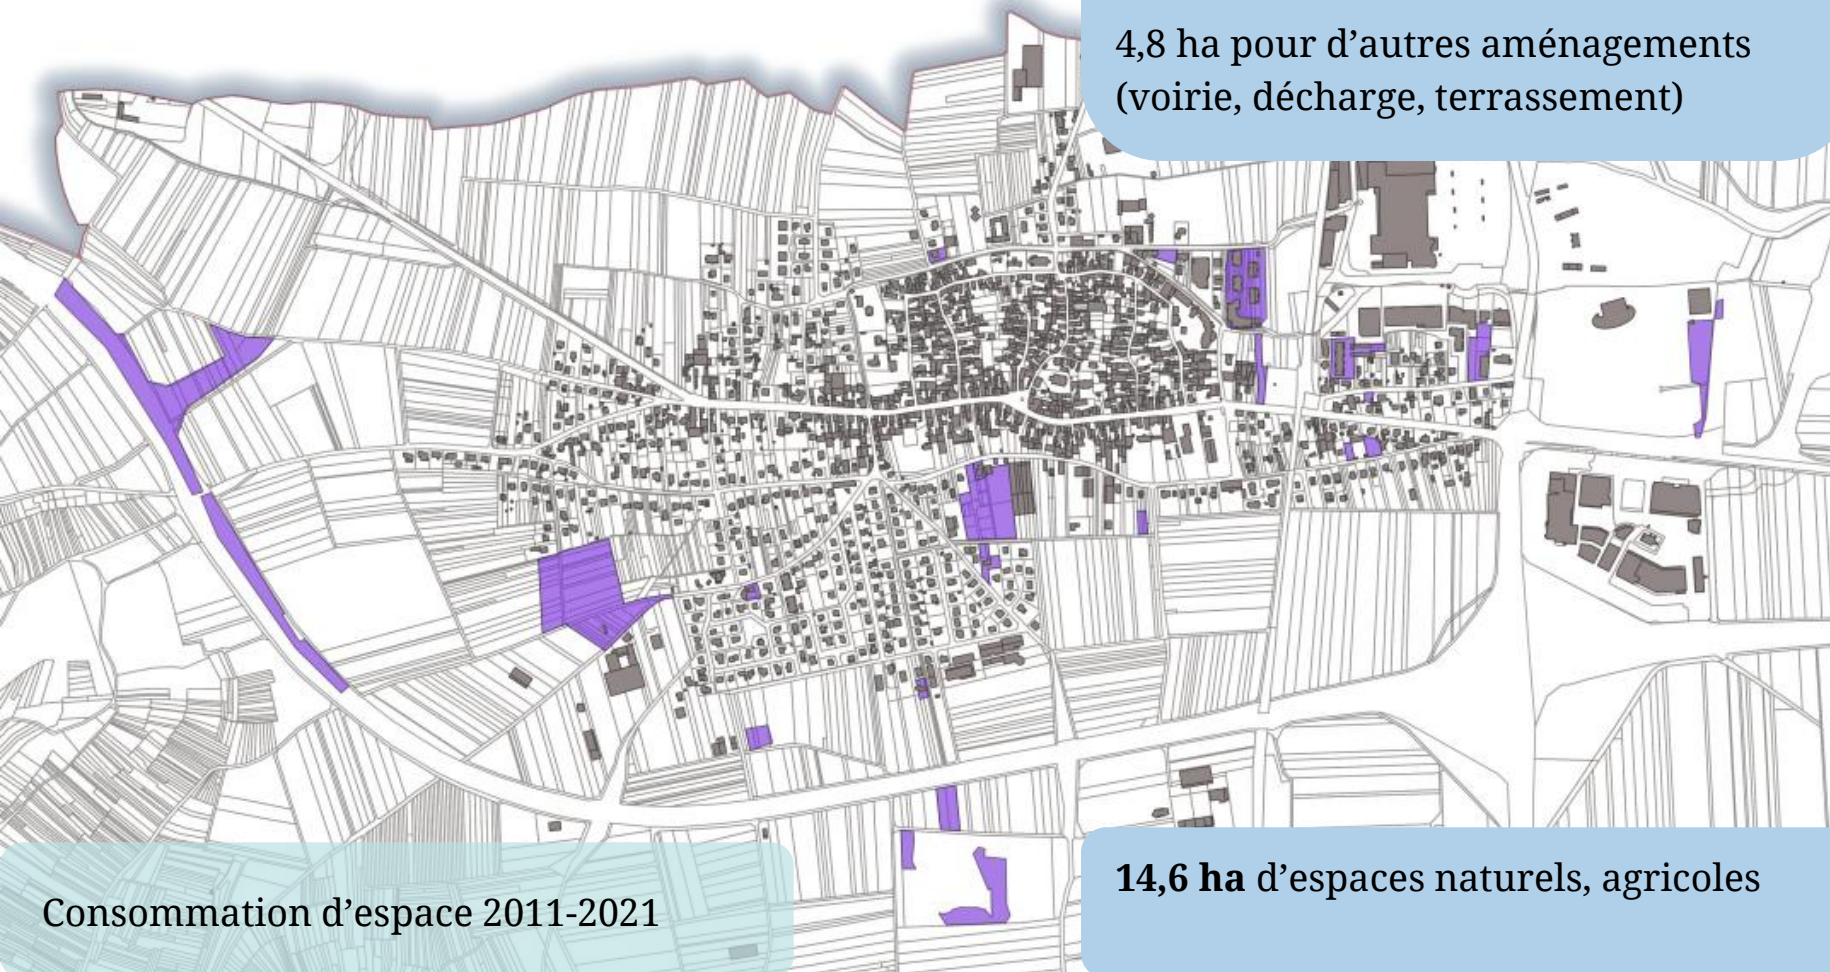 4,8 ha pour d’autres aménagements
(voirie, décharge, terrassement)
Consommation d’espace 2011-2021
14,6 ha d’espaces naturels, agricoles